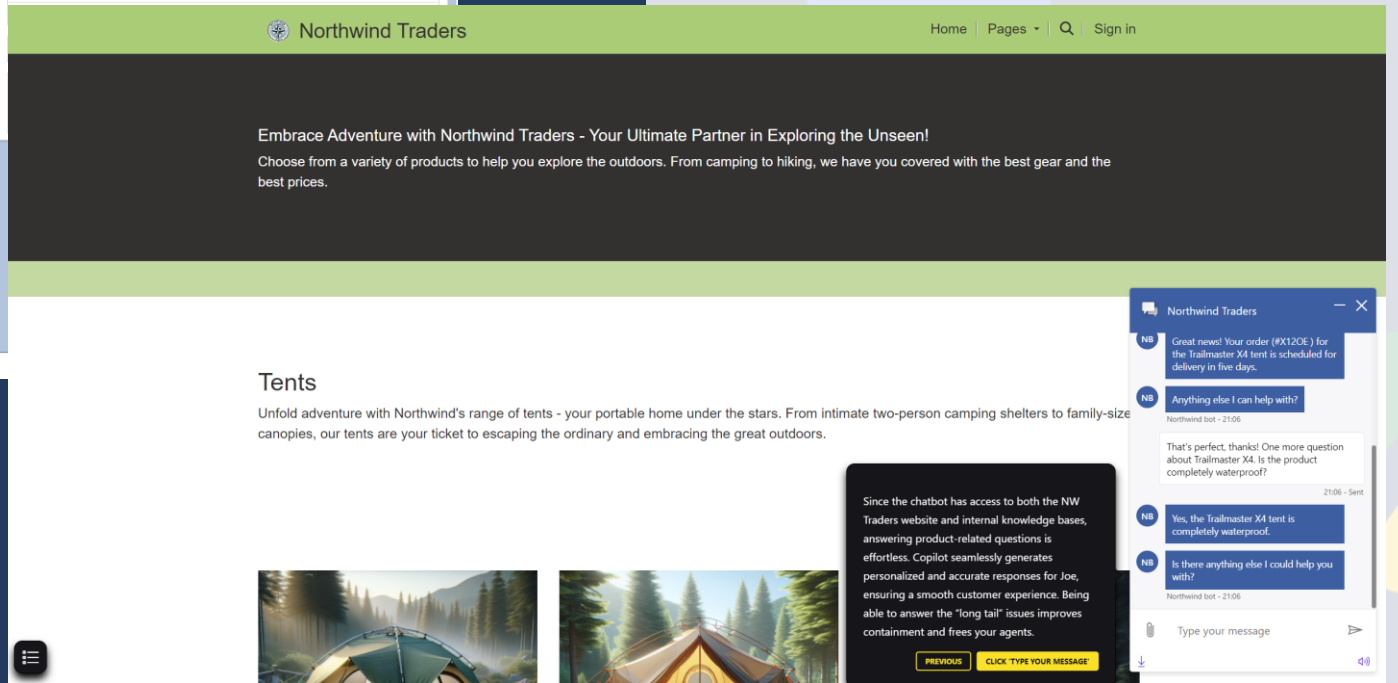 Northwind Traders
Home
Pages
Sign in
Embrace Adventure with Northwind Traders - Your Ultimate Partner in Exploring the Unseen!
Choose from a variety of products to help you explore the outdoors. From camping to hiking, we have you covered with the best gear and the
best prices.
Tents
Unfold adventure with Northwind's range of tents - your portable home under the stars. From intimate two-person camping shelters to family-size
canopies, our tents are your ticket to escaping the ordinary and embracing the great outdoors.
Since the chatbot has access to both the NW
Traders website and internal knowledge bases,
answering product-related questions is
effortless. Copilot seamlessly generates
personalized and accurate responses for Joe,
ensuring a smooth customer experience. Being
able to answer the "long tail" issues improves
containment and frees your agents.
PREVIOUS
CLICK 'TYPE YOUR MESSAGE'
Northwind Traders
NB
Great news! Your order (#X12OE ) for
the Trailmaster X4 tent is scheduled for
delivery in five days.
NB
Anything else I can help with?
Northwind bot - 21:06
That's perfect, thanks! One more question
about Trailmaster X4. Is the product
completely waterproof?
21:06 - Sent
NB
Yes, the Trailmaster X4 tent is
completely waterproof.
NB
Is there anything else I could help you
with?
Northwind bot - 21:06
Type your message